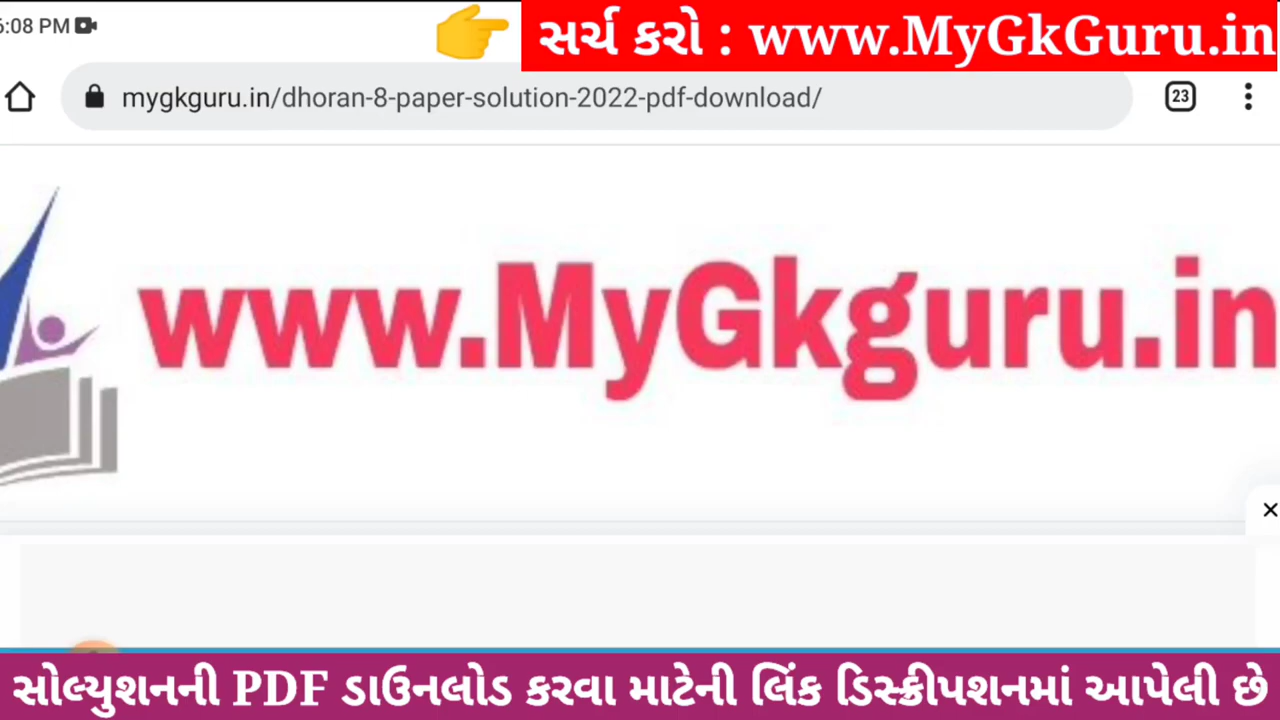 6:08 PM
સર્ચ કરો : www.MyGkGuru.in
mygkguru.in/dhoran-8-paper-solution-2022-pdf-download/
23
www.MyGkguru.in
સોલ્યુશનની PDF ડાઉનલોડ કરવા માટેની લિંક ડિસ્ક્રીપશનમાં આપેલી છે